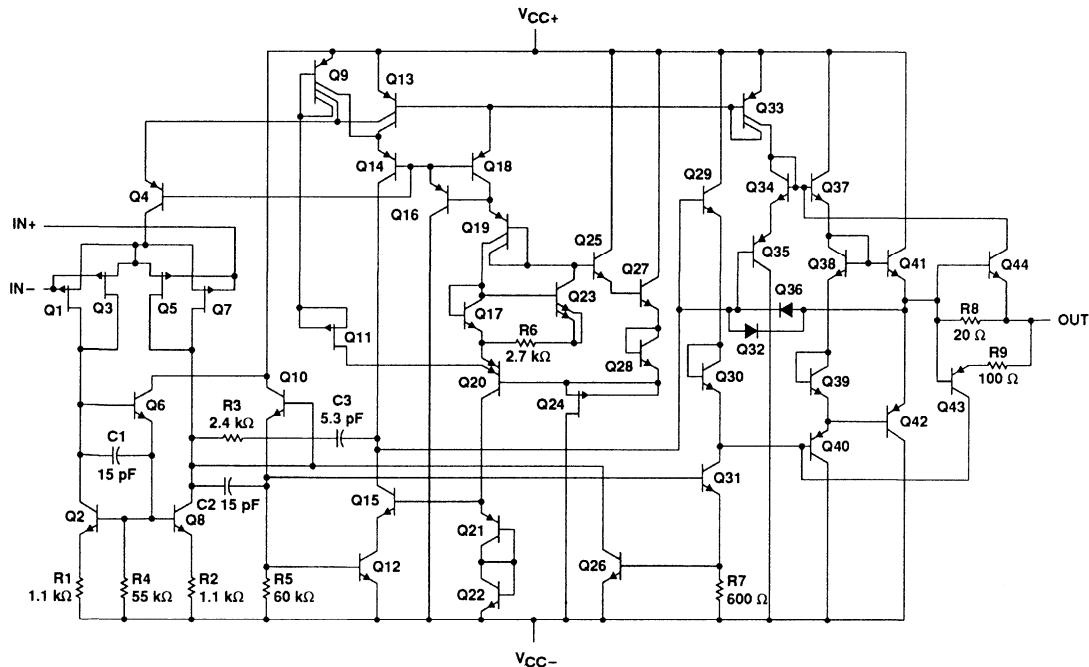 VCC+
Q9
Q13
Q33
Q14
Q18
Q29
Q34
Q37
Q4
Q16
IN+
Q19
Q25
Q35
Q38
Q41
Q44
Q27
Q36
IN−
Q1
Q3
Q5
Q7
Q23
R8
20 Ω
OUT
Q17
R6
2.7 kΩ
Q11
Q32
R9
100 Ω
Q28
Q10
Q20
Q30
Q39
Q24
Q43
Q6
R3
2.4 kΩ
C3
5.3 pF
Q42
C1
15 pF
Q40
Q31
C2 15 pF
Q15
Q2
Q8
Q21
Q12
Q26
R1
1.1 kΩ
R4
55 kΩ
R2
1.1 kΩ
R5
60 kΩ
Q22
R7
600 Ω
VCC−